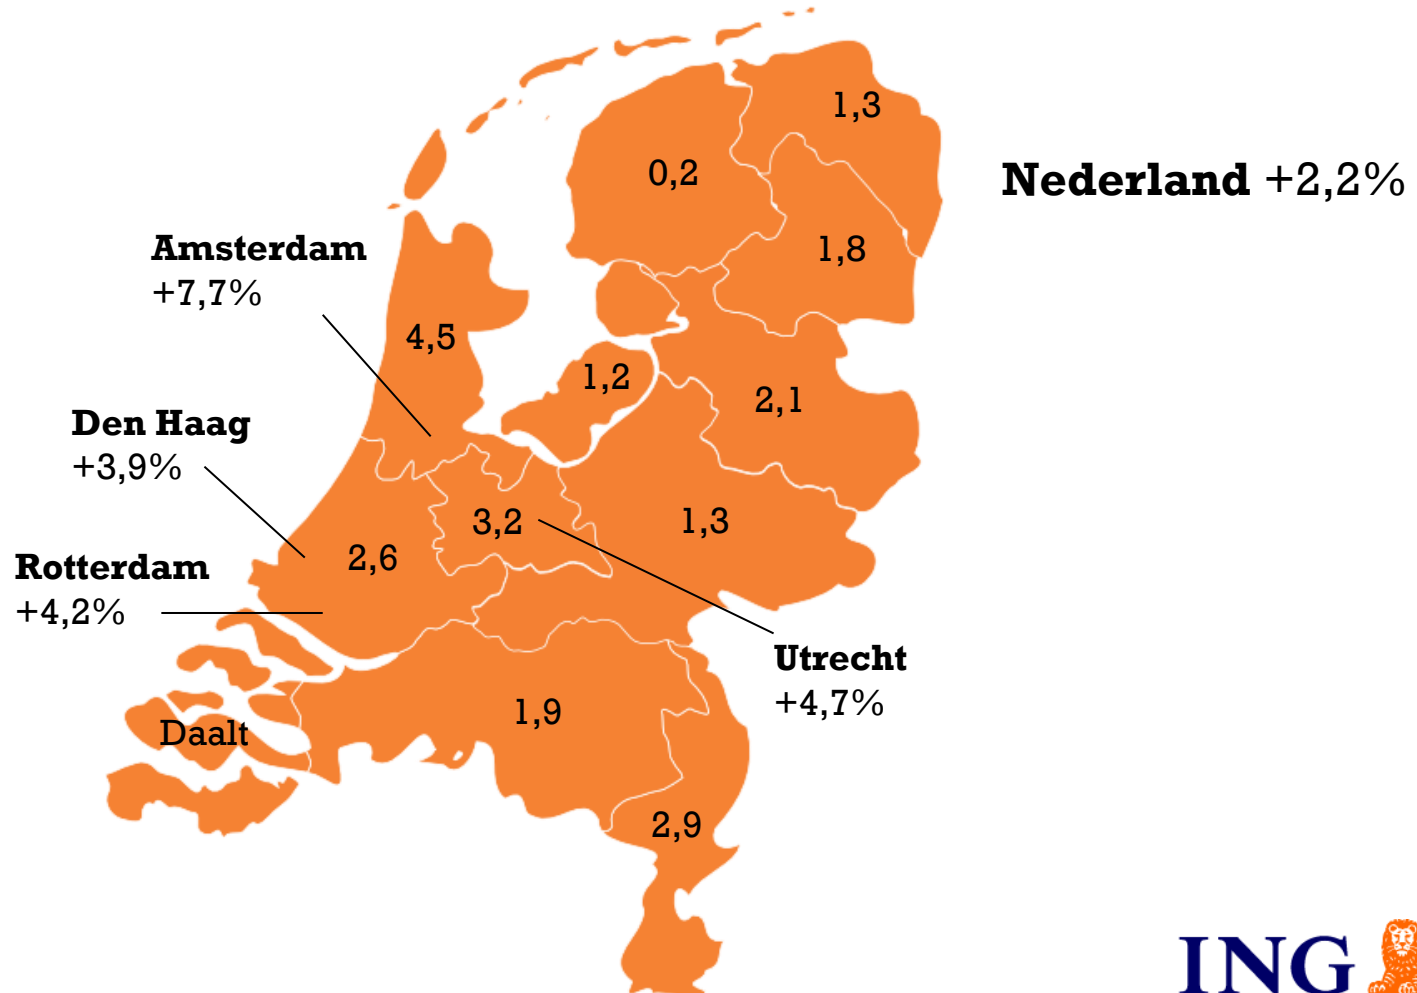 1,3
0,2
Nederland +2,2%
Amsterdam
+7,7%
1,8
4,5
1,2
2,1
Den Haag
+3,9%
3,2
1,3
2,6
Rotterdam
+4,2%
Utrecht
+4,7%
1,9
Daalt
2,9
ING